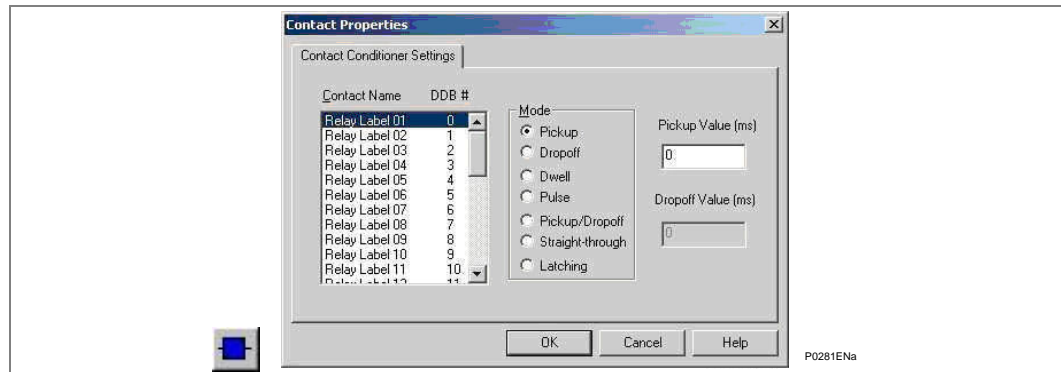 Contact Properties
Contact Conditioner Settings
Contact Name DDB #
Relay Label 01 0
Relay Label 02 1
Relay Label 03 2
Relay Label 04 3
Relay Label 05 4
Relay Label 06 5
Relay Label 07 6
Relay Label 08 7
Relay Label 09 8
Relay Label 10 9
Relay Label 11 10
Mode
Pickup
Dropoff
Dwell
Pulse
Pickup/Dropoff
Straight-through
Latching
Pickup Value (ms)
0
Dropoff Value (ms)
0
OK Cancel Help
P0281ENa